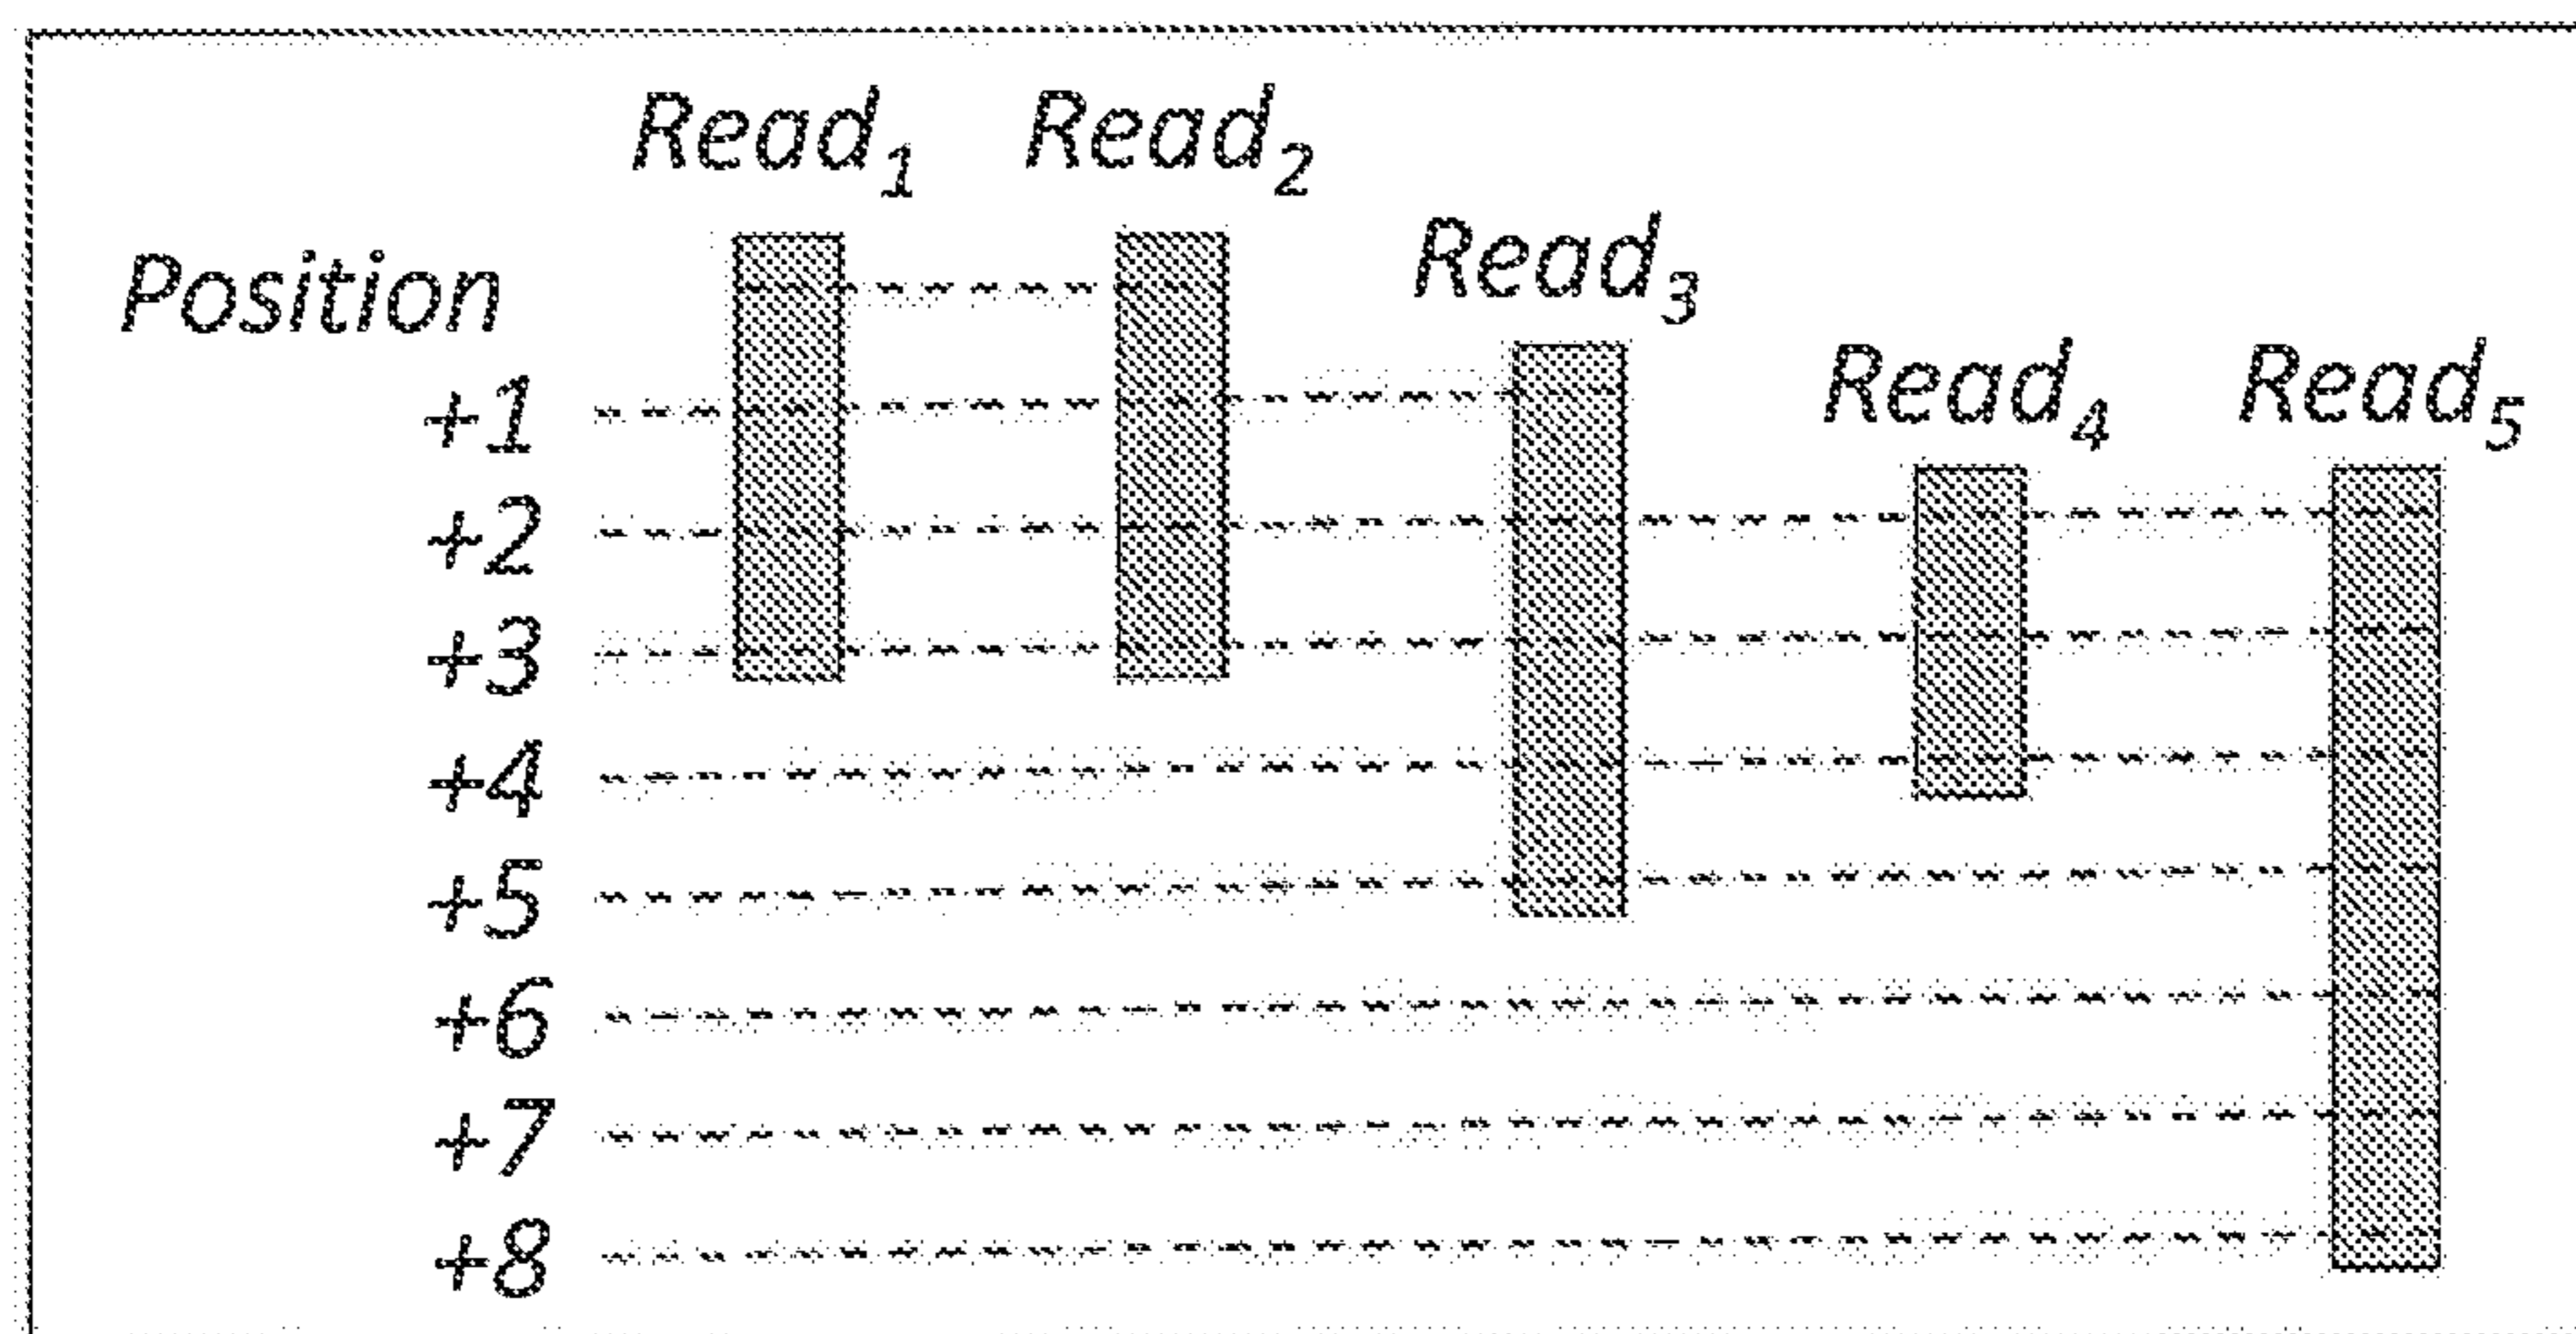 Read1 Read2
Read3
Position
Read4 Read5
+1
+2
+3
+4
+5
+6
+7
+8